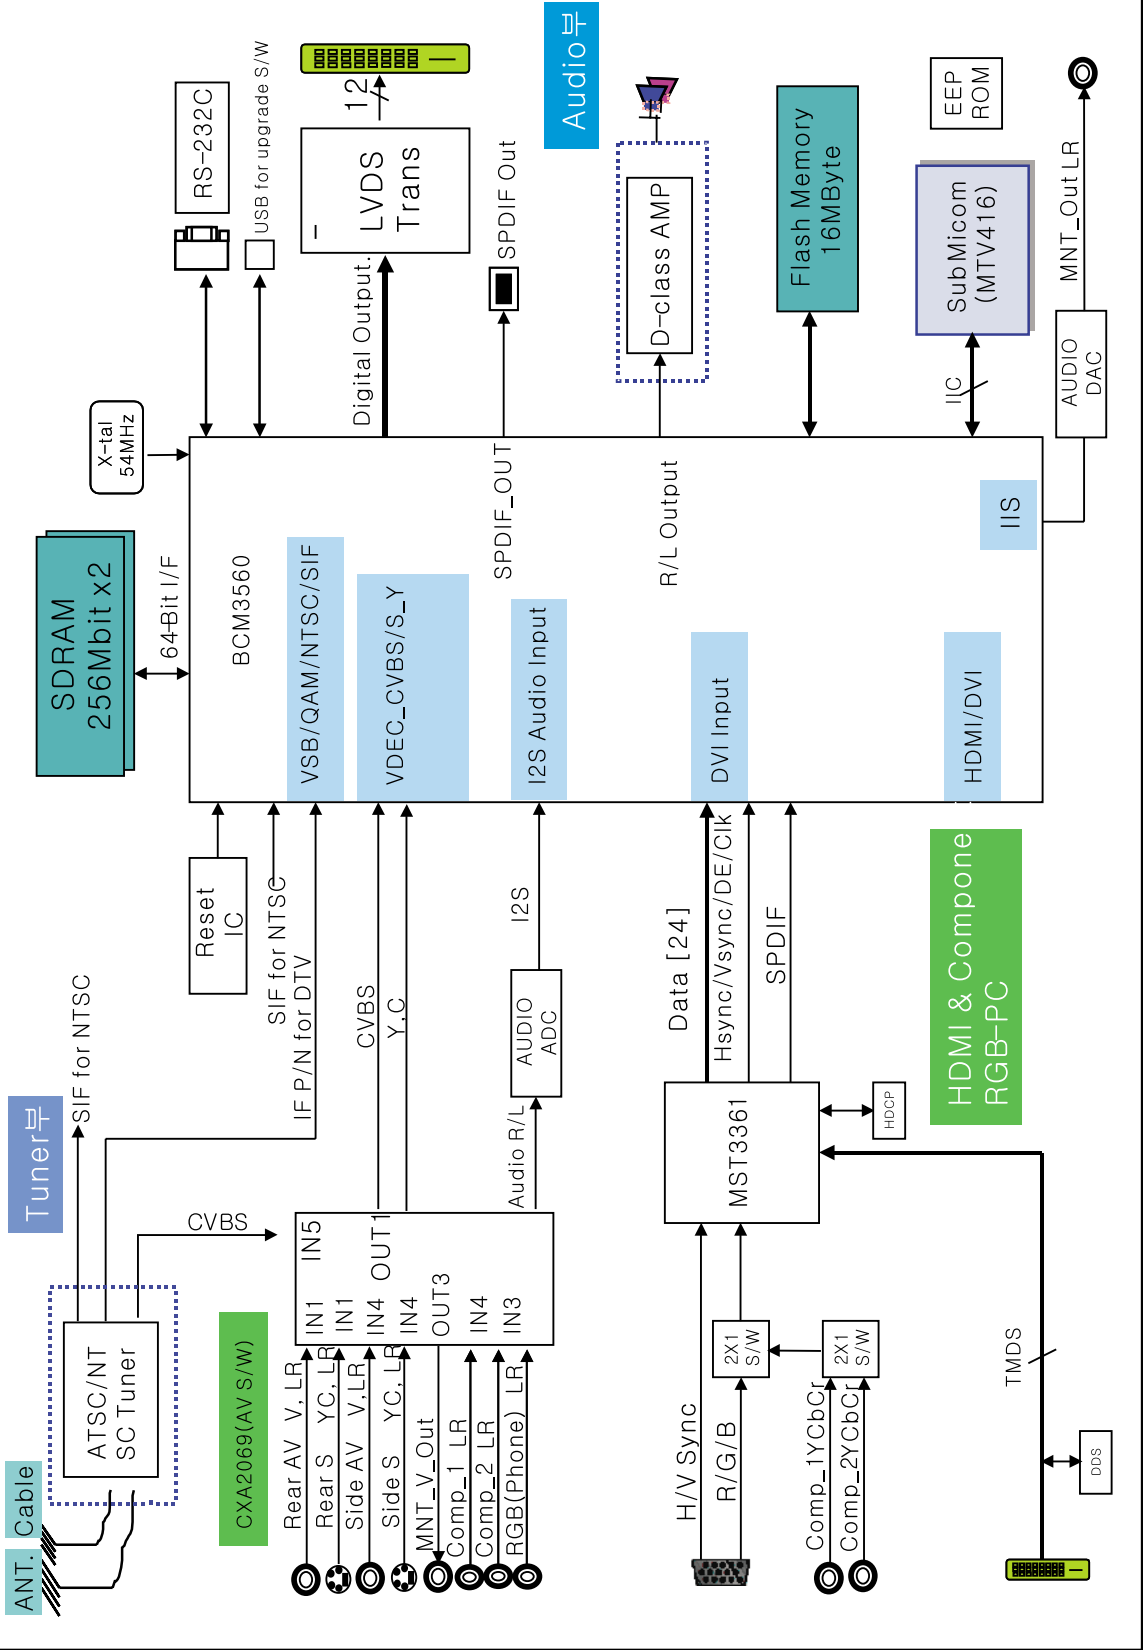 ANT.
Cable
ATSC/NT
SC Tuner
Tuner부
SIF for NTSC
CVBS
IF P/N for DTV
SIF for NTSC
Reset
IC
SDRAM
256Mbit x2
64-Bit I/F
X-tal
54MHz
RS-232C
USB for upgrade S/W
BCM3560
VSB/QAM/NTSC/SIF
VDEC_CVBS/S_Y
I2S Audio Input
DVI Input
HDMI/DVI
SPDIF_OUT
R/L Output
IIS
Digital Output.
LVDS
Trans
12
SPDIF Out
Audio부
D-class AMP
Flash Memory
16MByte
IIC
SubMicom
(MTV416)
EEP
ROM
AUDIO
DAC
MNT_Out LR
CXA2069(AV S/W)
Rear AV V, LR
Rear S YC, LR
Side AV V,LR
Side S YC, LR
MNT_V_Out
Comp_1 LR
Comp_2 LR
RGB(Phone) LR
IN1
IN5
IN1
IN4
OUT1
IN4
OUT3
IN4
IN3
CVBS
Y,C
Audio R/L
AUDIO
ADC
I2S
H/V Sync
R/G/B
Comp_1YCbCr
Comp_2YCbCr
2X1
S/W
2X1
S/W
MST3361
Data [24]
Hsync/Vsync/DE/Clk
SPDIF
HDCP
HDMI & Compone
RGB-PC
TMDS
DDS